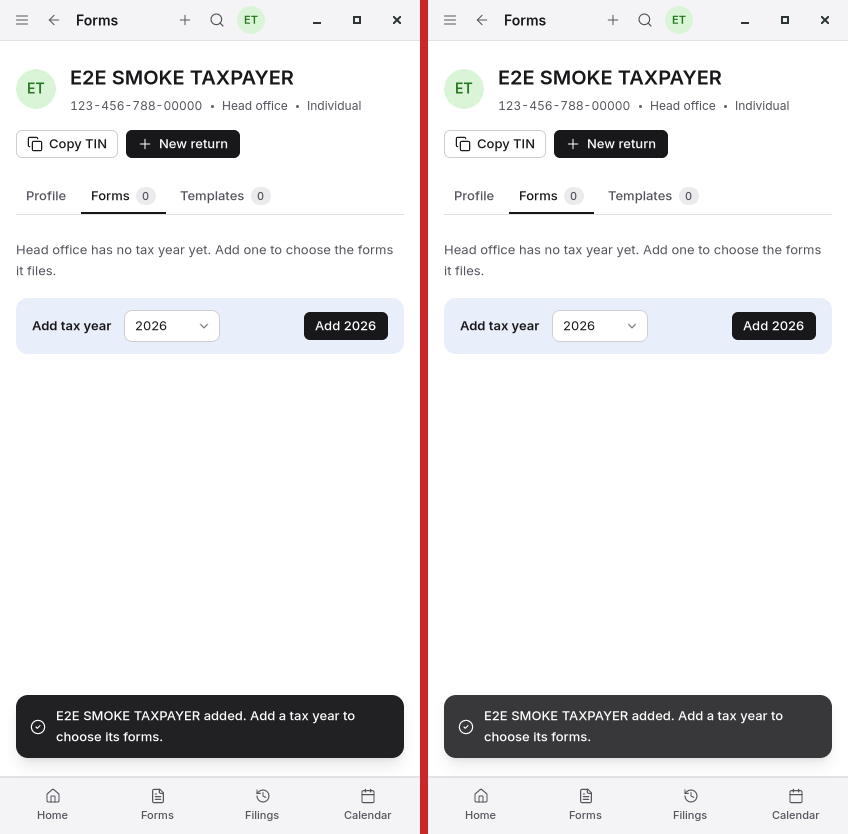 Forms
ET
ET
E2E SMOKE TAXPAYER
123-456-788-00000 • Head office • Individual
Copy TIN
New return
Profile
Forms 0
Templates 0
Head office has no tax year yet. Add one to choose the forms
it files.
Add tax year
2026
Add 2026
E2E SMOKE TAXPAYER added. Add a tax year to
choose its forms.
Home
Forms
Filings
Calendar
Forms
ET
ET
E2E SMOKE TAXPAYER
123-456-788-00000 • Head office • Individual
Copy TIN
New return
Profile
Forms 0
Templates 0
Head office has no tax year yet. Add one to choose the forms
it files.
Add tax year
2026
Add 2026
E2E SMOKE TAXPAYER added. Add a tax year to
choose its forms.
Home
Forms
Filings
Calendar